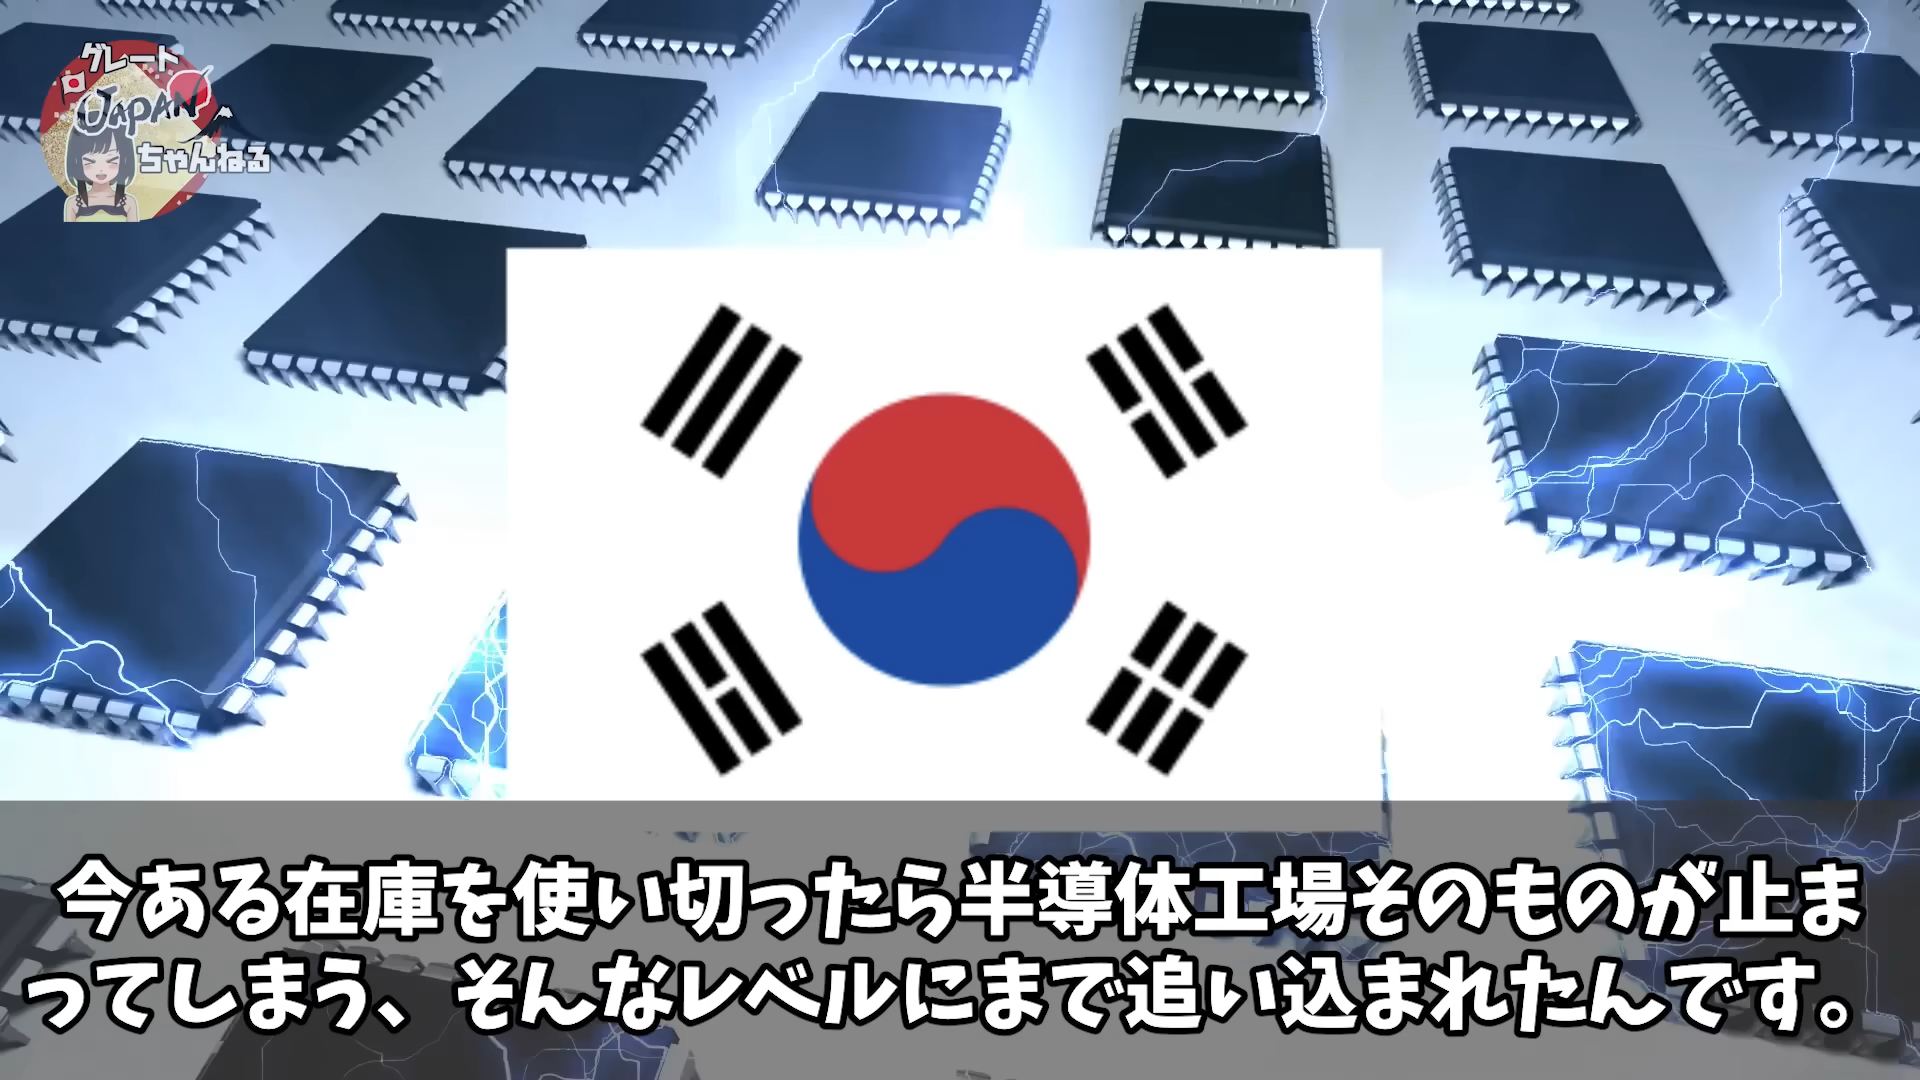 グレート
JAPAN
ちゃんねる
今ある在庫を使い切ったら半導体工場そのものが止ま
ってしまう、そんなレベルにまで追い込まれたんです。